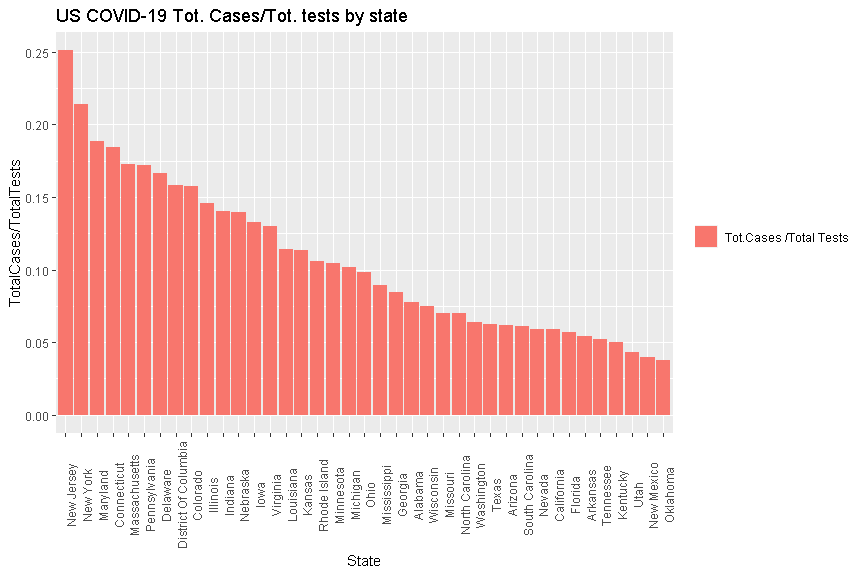 US COVID-19 Tot. Cases/Tot. tests by state
TotalCases/TotalTests
0.25
0.20
0.15
0.10
0.05
0.00
New Jersey
New York
Maryland
Connecticut
Massachusetts
Pennsylvania
Delaware
District Of Columbia
Colorado
Illinois
Indiana
Nebraska
Iowa
Virginia
Louisiana
Kansas
Rhode Island
Minnesota
Michigan
Ohio
Mississippi
Georgia
Alabama
Wisconsin
Missouri
North Carolina
Washington
Texas
Arizona
South Carolina
Nevada
California
Florida
Arkansas
Tennessee
Kentucky
Utah
New Mexico
Oklahoma
State
Tot.Cases /Total Tests